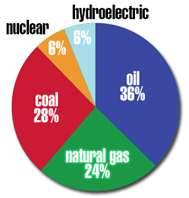 hydroelectric
nuclear
6%
6%
oil
36%
coal
28%
natural gas
24%